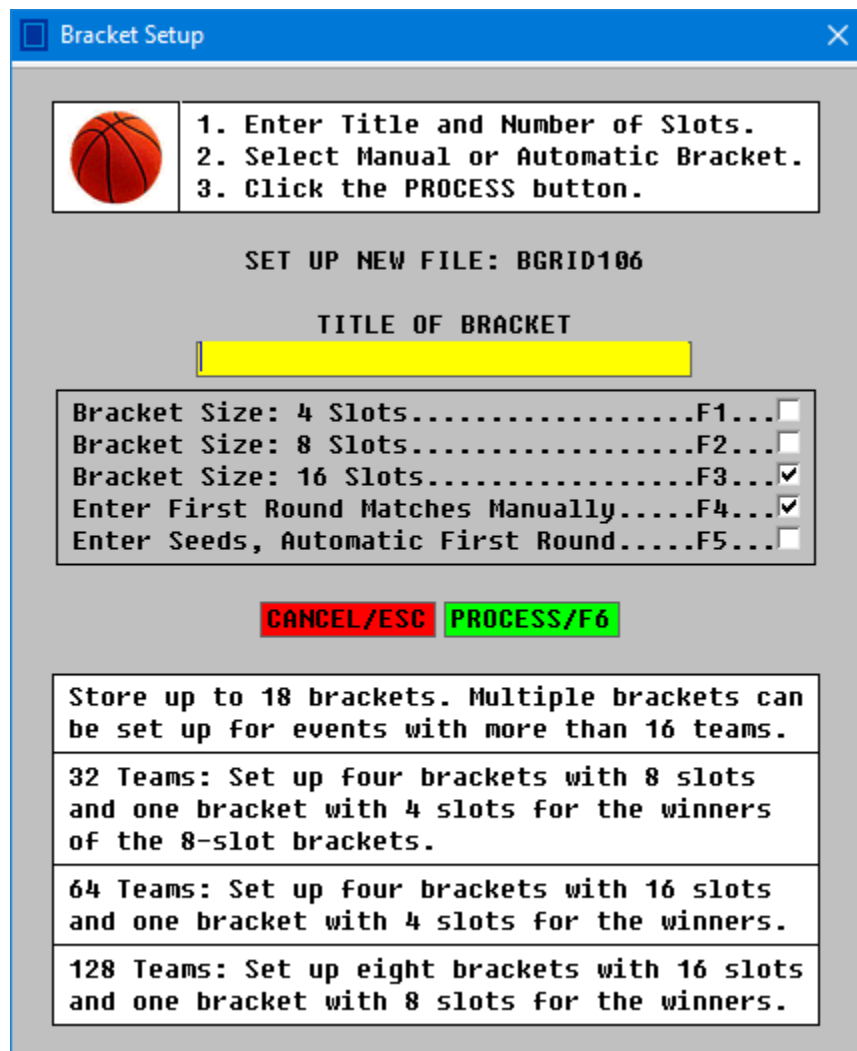 Bracket Setup
1. Enter Title and Number of Slots.
2. Select Manual or Automatic Bracket.
3. Click the PROCESS button.
SET UP NEW FILE: BGRID106
TITLE OF BRACKET
Bracket Size: 4 Slots..................F1...
Bracket Size: 8 Slots..................F2...
Bracket Size: 16 Slots.................F3...
Enter First Round Matches Manually.....F4...
Enter Seeds, Automatic First Round.....F5...
CANCEL/ESC PROCESS/F6
Store up to 18 brackets. Multiple brackets can
be set up for events with more than 16 teams.
32 Teams: Set up four brackets with 8 slots
and one bracket with 4 slots for the winners
of the 8-slot brackets.
64 Teams: Set up four brackets with 16 slots
and one bracket with 4 slots for the winners.
128 Teams: Set up eight brackets with 16 slots
and one bracket with 8 slots for the winners.